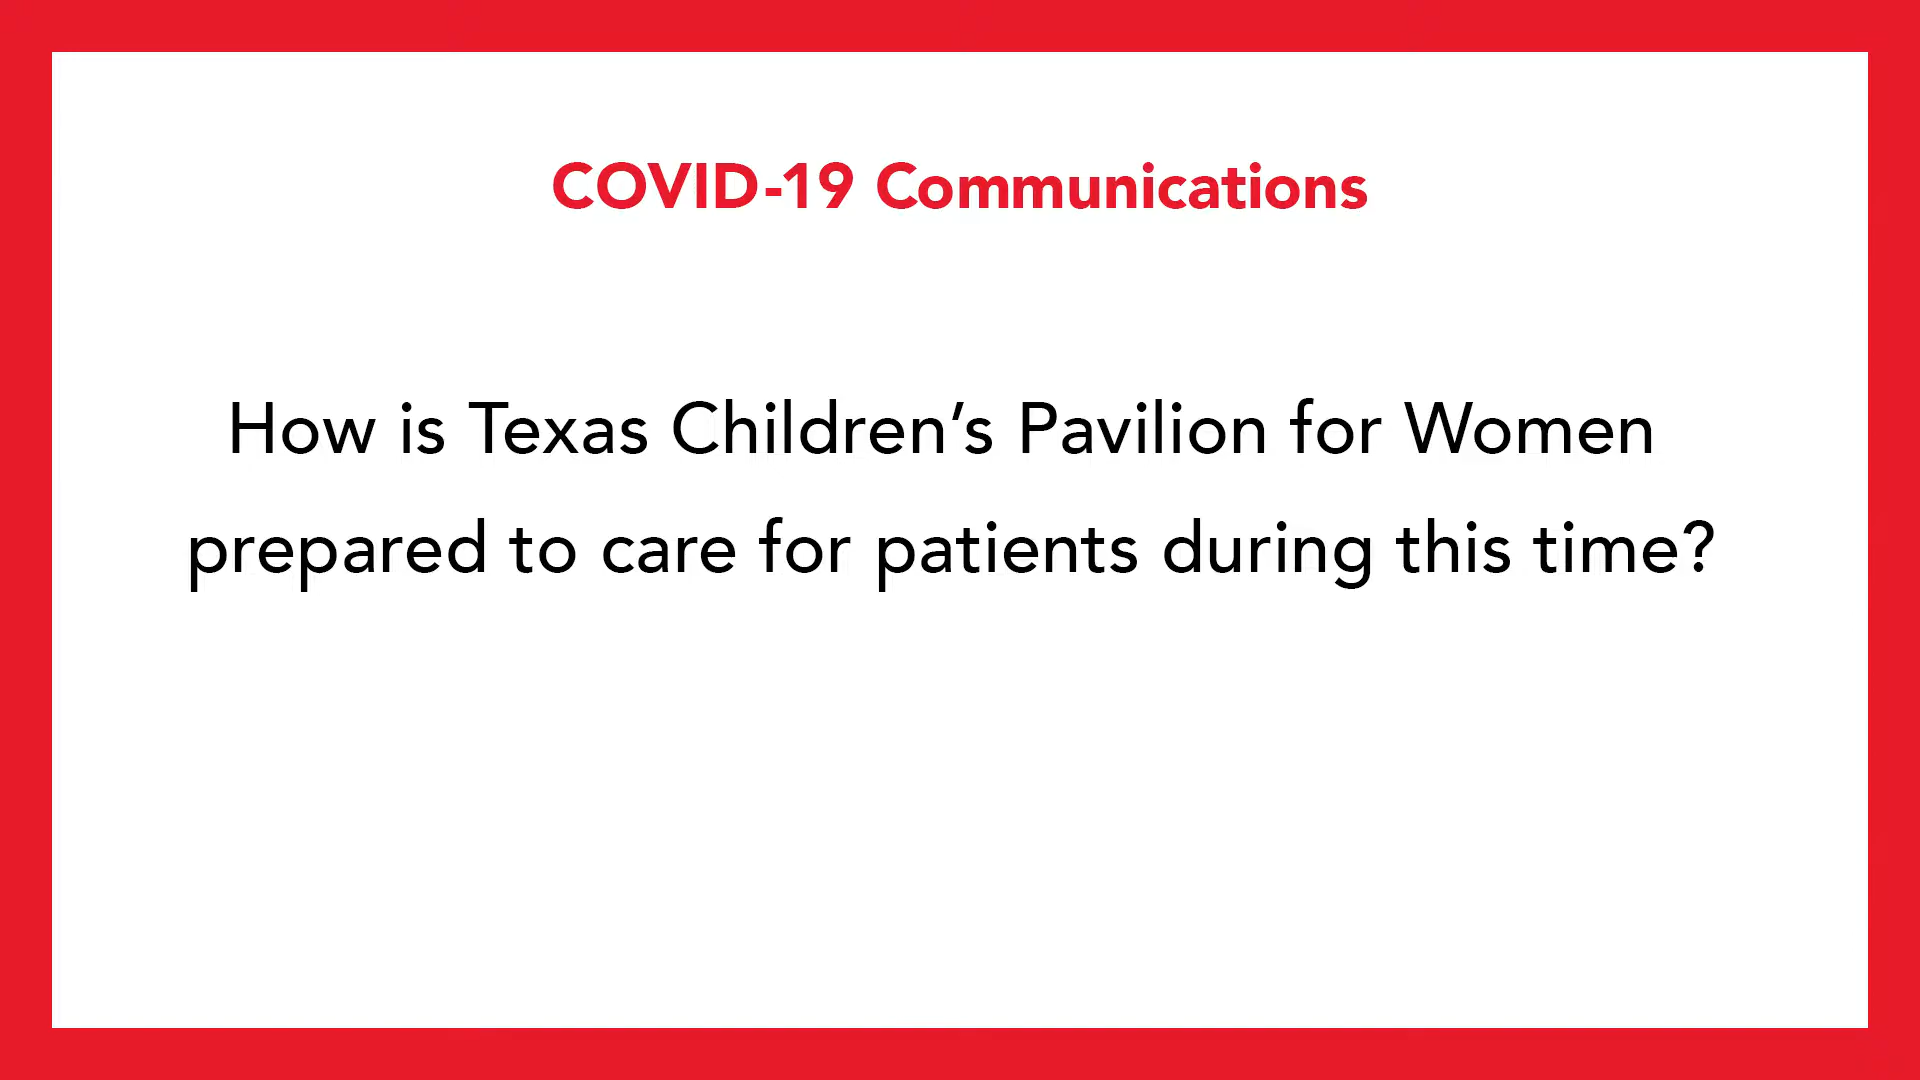 COVID-19 Communications
How is Texas Children’s Pavilion for Women
prepared to care for patients during this time?